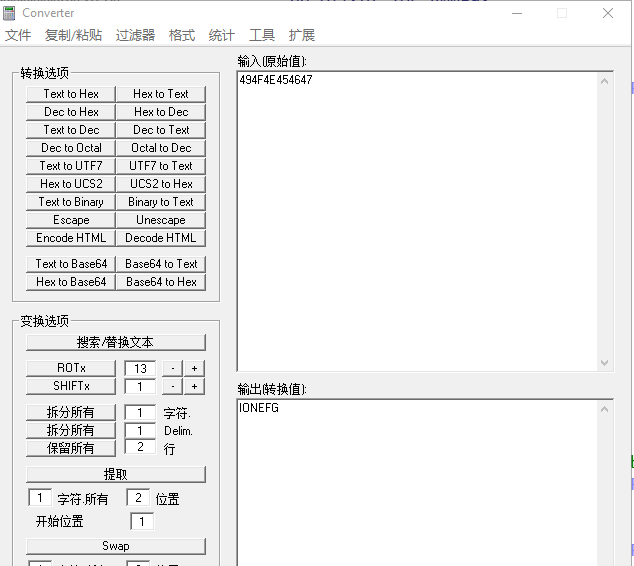 Converter
文件 复制/粘贴 过滤器 格式 统计 工具 扩展
转换选项
Text to Hex Hex to Text
Dec to Hex Hex to Dec
Text to Dec Dec to Text
Dec to Octal Octal to Dec
Text to UTF7 UTF7 to Text
Hex to UCS2 UCS2 to Hex
Text to Binary Binary to Text
Escape Unescape
Encode HTML Decode HTML
Text to Base64 Base64 to Text
Hex to Base64 Base64 to Hex
变换选项
搜索/替换文本
ROTx 13 - +
SHIFTx 1 - +
拆分所有 1 字符.
拆分所有 1 Delim.
保留所有 2 行
提取
1 字符.所有 2 位置
开始位置 1
Swap
输入(原始值):
494F4E454647
输出(转换值):
IONEFG